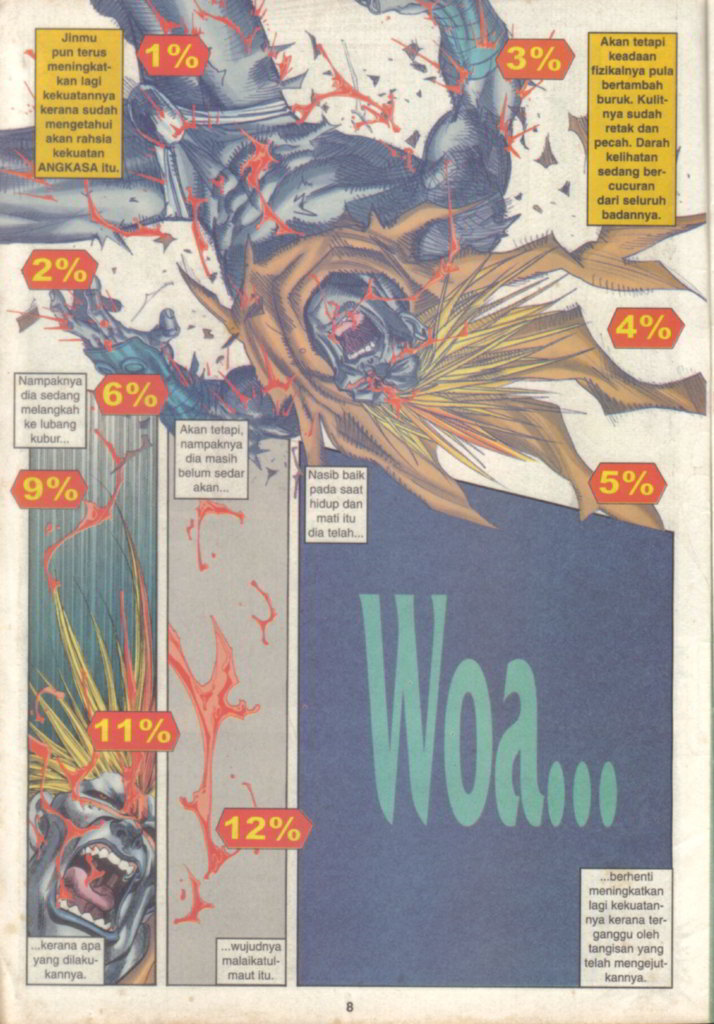 Jinmu
pun terus
meningkat-
kan lagi
kekuatannya
kerana sudah
mengetahui
akan rahsia
kekuatan
ANGKASA itu.
1%
3%
Akan tetapi
keadaan
fizikalnya pula
bertambah
buruk. Kulit-
nya sudah
retak dan
pecah. Darah
kelihatan
sedang ber-
cucuran
dari seluruh
badannya.
2%
4%
5%
6%
Nampaknya
dia sedang
melangkah
ke lubang
kubur...
9%
11%
...kerana apa
yang dilaku-
kannya.
Akan tetapi,
nampaknya
dia masih
belum sedar
akan...
12%
...wujudnya
malaikatul-
maut itu.
Nasib baik
pada saat
hidup dan
mati itu
dia telah...
Woa...
...berhenti
meningkatkan
lagi kekuatan-
nya kerana ter-
ganggu oleh
tangisan yang
telah mengejut-
kannya.
8